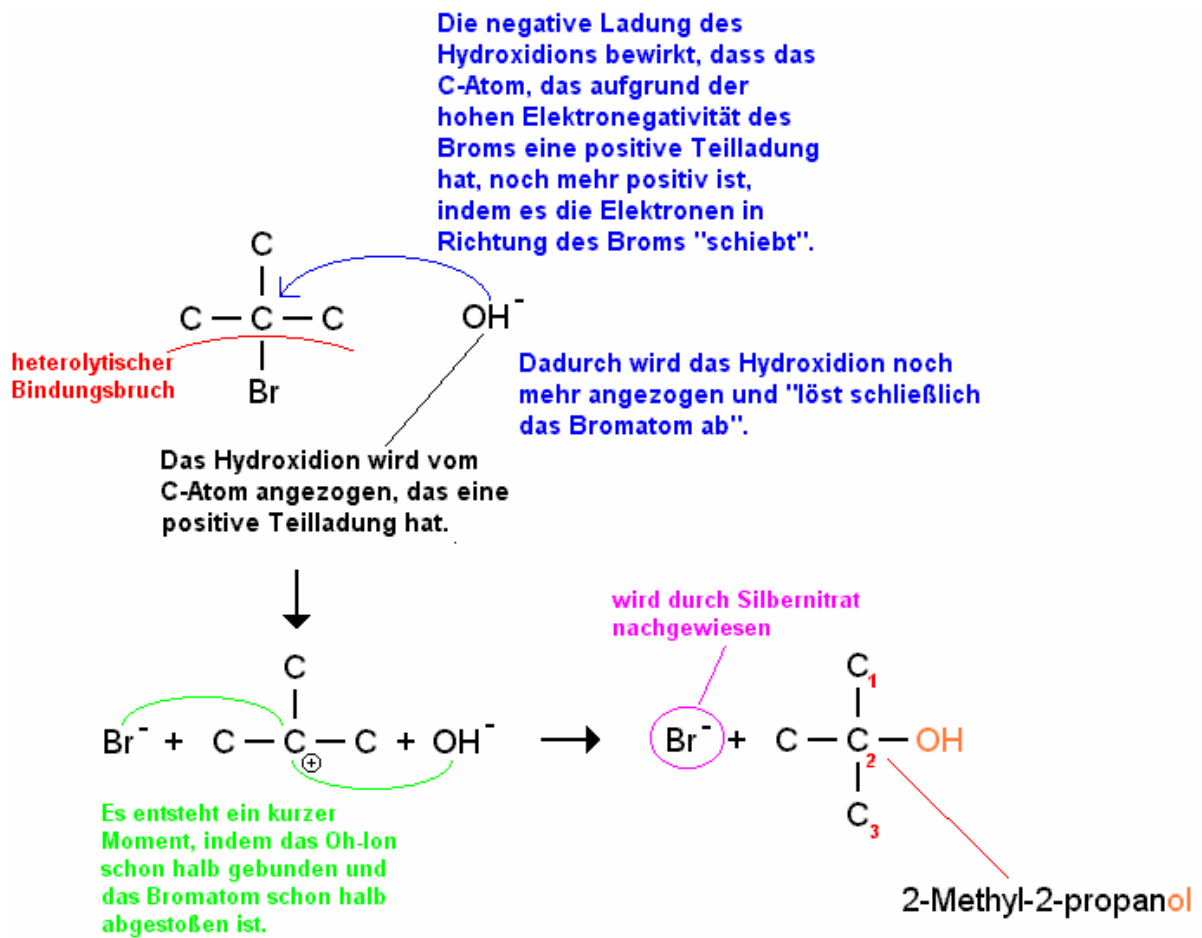 Die negative Ladung des
Hydroxidions bewirkt, dass das
C-Atom, das aufgrund der
hohen Elektronegativität des
Broms eine positive Teilladung
hat, noch mehr positiv ist,
indem es die Elektronen in
Richtung des Broms "schiebt".
C
C — C — C
OH⁻
Br
heterolytischer
Bindungsbruch
Dadurch wird das Hydroxidion noch
mehr angezogen und "löst schließlich
das Bromatom ab".
Das Hydroxidion wird vom
C-Atom angezogen, das eine
positive Teilladung hat.
wird durch Silbernitrat
nachgewiesen
C
Br⁻ + C — C — C + OH⁻
⊕
Es entsteht ein kurzer
Moment, indem das Oh-Ion
schon halb gebunden und
das Bromatom schon halb
abgestoßen ist.
C₁
Br⁻ + C — C₂ — OH
C₃
2-Methyl-2-propanol